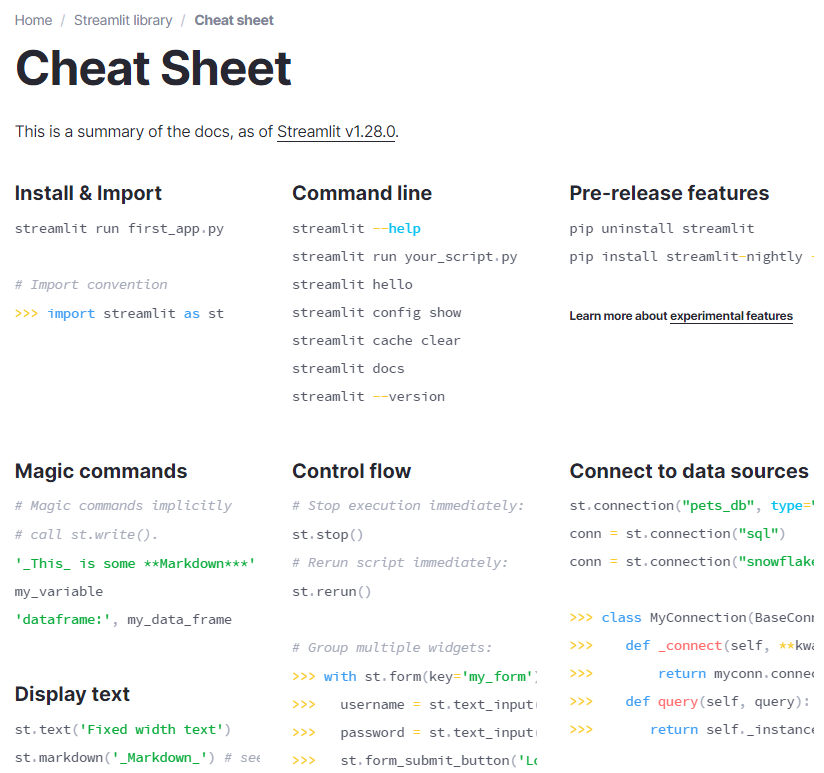 Home / Streamlit library / Cheat sheet
Cheat Sheet
This is a summary of the docs, as of Streamlit v1.28.0.
Install & Import
streamlit run first_app.py
# Import convention
>>> import streamlit as st
Command line
streamlit --help
streamlit run your_script.py
streamlit hello
streamlit config show
streamlit cache clear
streamlit docs
streamlit --version
Pre-release features
pip uninstall streamlit
pip install streamlit-nightly -
Learn more about experimental features
Magic commands
# Magic commands implicitly
# call st.write().
'_This_ is some **Markdown***'
my_variable
'dataframe:', my_data_frame
Display text
st.text('Fixed width text')
st.markdown('_Markdown_') # see
Control flow
# Stop execution immediately:
st.stop()
# Rerun script immediately:
st.rerun()
# Group multiple widgets:
>>> with st.form(key='my_form')
>>>   username = st.text_input(
>>>   password = st.text_input(
>>>   st.form_submit_button('Lo
Connect to data sources
st.connection("pets_db", type="
conn = st.connection("sql")
conn = st.connection("snowflake
>>> class MyConnection(BaseConn
>>>    def _connect(self, **kwa
>>>        return myconn.connec
>>>    def query(self, query):
>>>       return self._instance